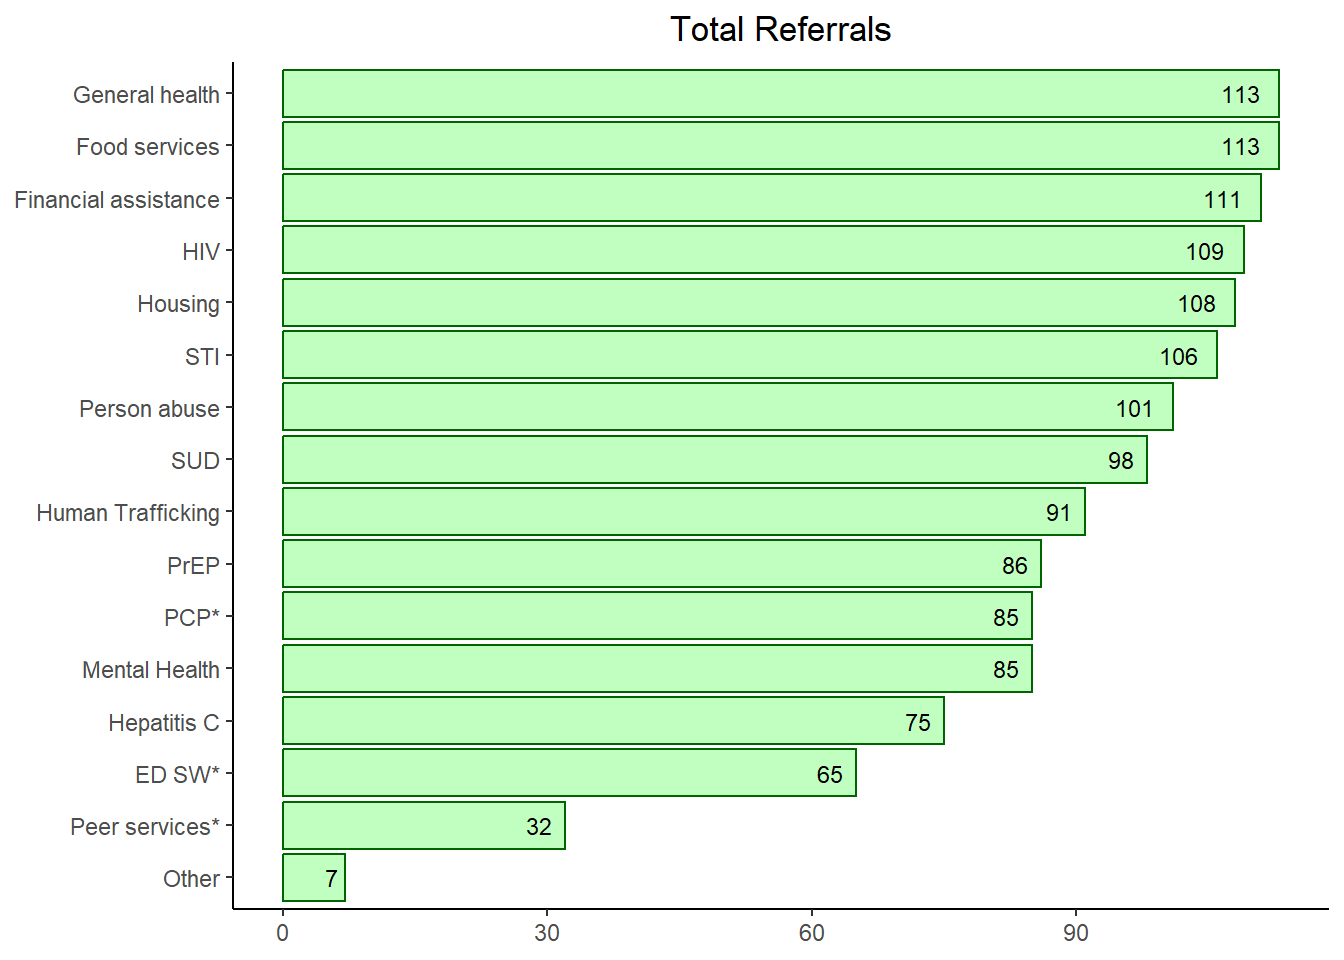 Total Referrals
General health 113
Food services 113
Financial assistance 111
HIV 109
Housing 108
STI 106
Person abuse 101
SUD 98
Human Trafficking 91
PrEP 86
PCP* 85
Mental Health 85
Hepatitis C 75
ED SW* 65
Peer services* 32
Other 7
0 30 60 90